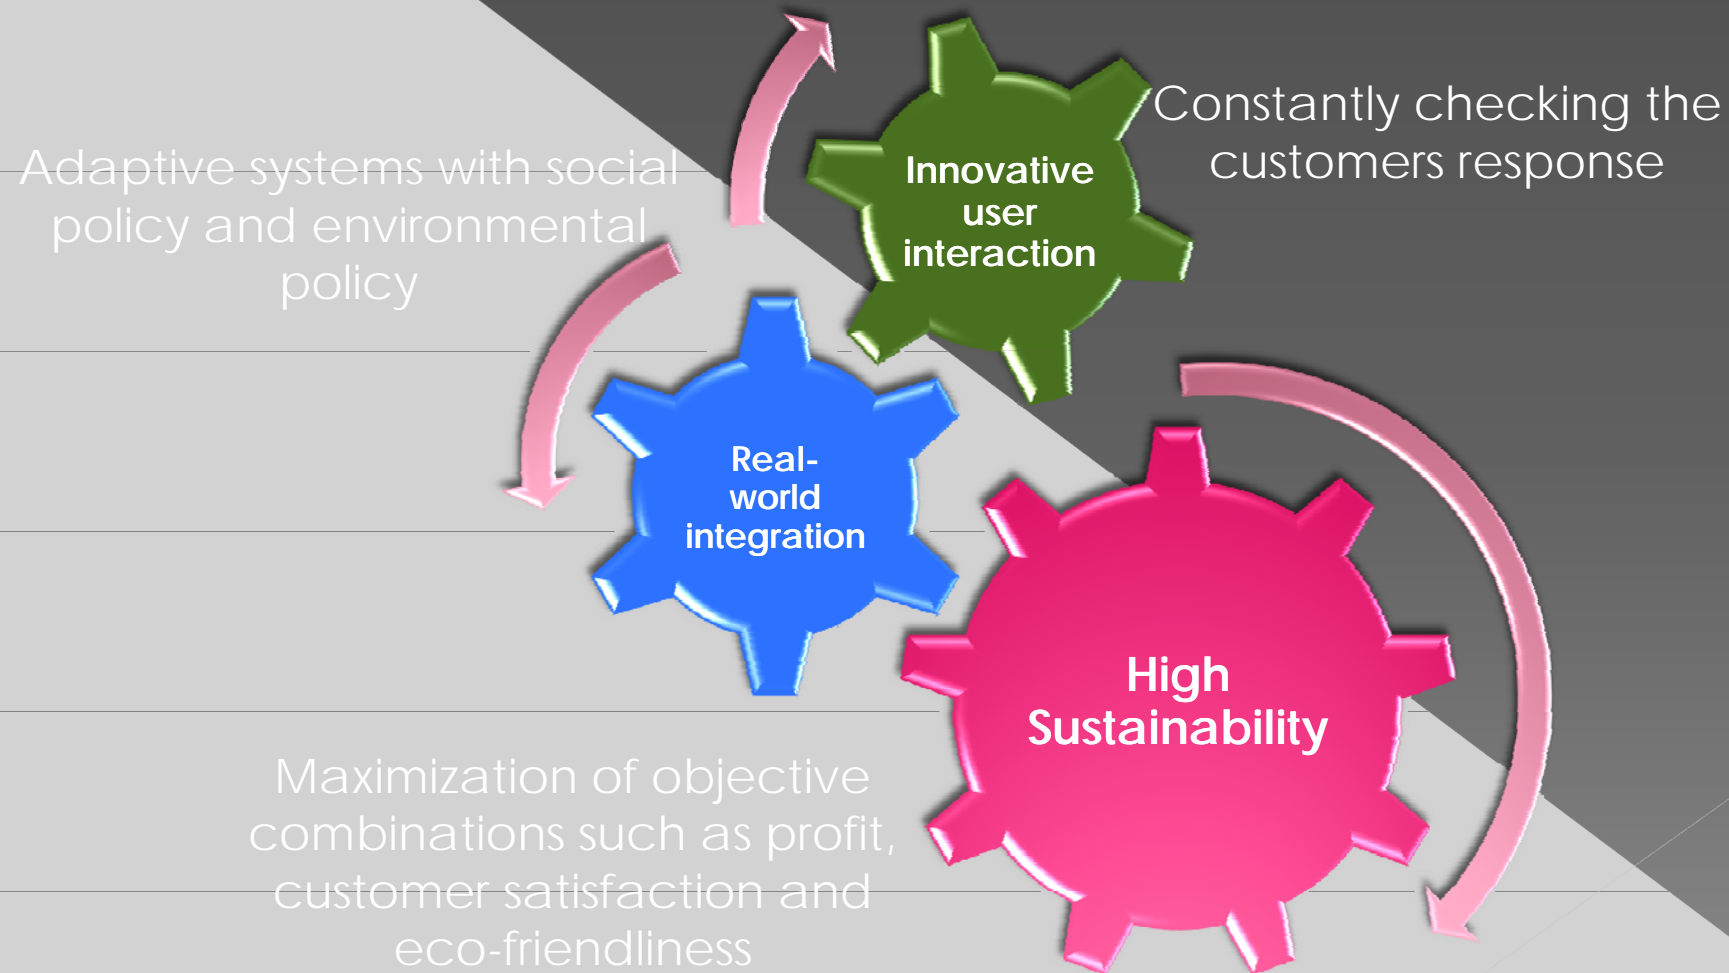 Constantly checking the
customers response
Adaptive systems with social
policy and environmental
policy
Innovative
user
interaction
Real-
world
integration
High
Sustainability
Maximization of objective
combinations such as profit,
customer satisfaction and
eco-friendliness